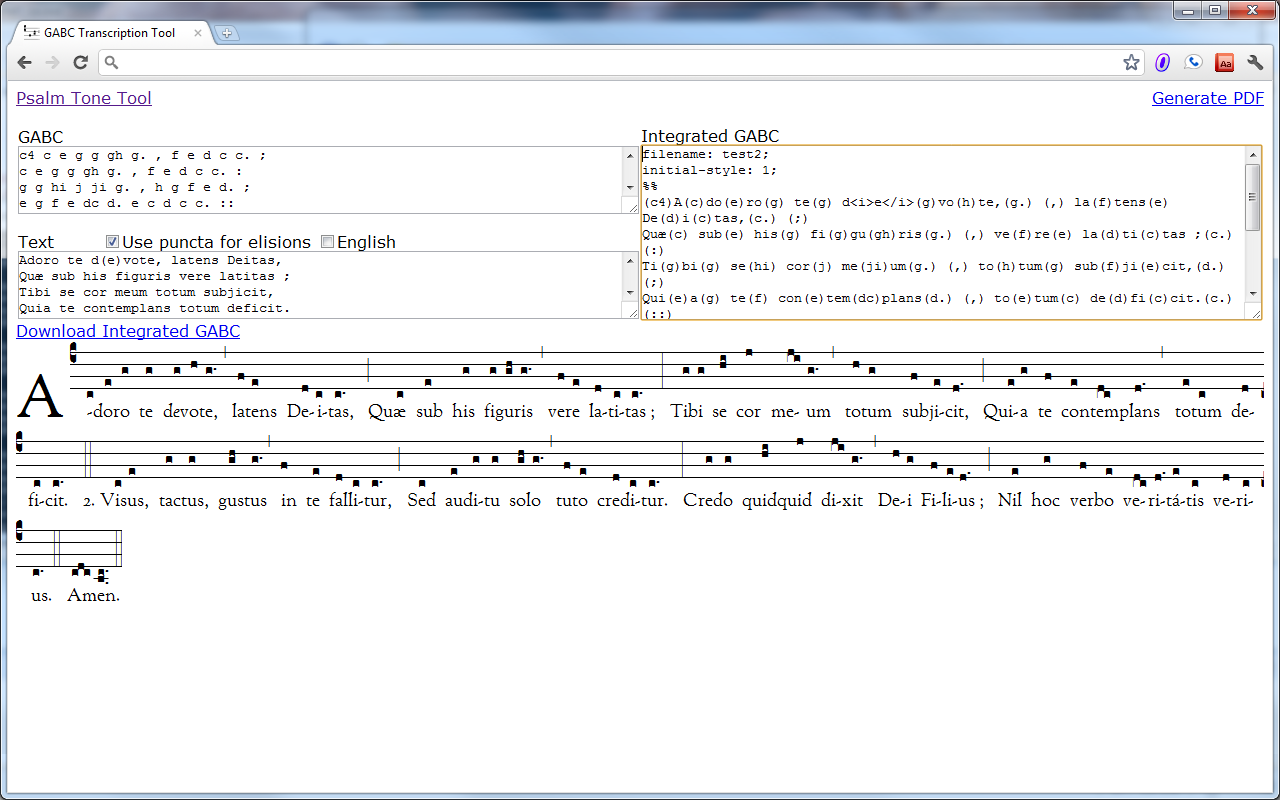 GABC Transcription Tool
Psalm Tone Tool
Generate PDF
GABC
c4 c e g g gh g. , f e d c c. ;
c e g g gh g. , f e d c c. :
g g hi j ji g. , h g f e d. ;
e g f e dc d. e c d c c. ::
Text
Use puncta for elisions
English
Adoro te d(e)vote, latens Deitas,
Quæ sub his figuris vere latitas ;
Tibi se cor meum totum subjicit,
Quia te contemplans totum deficit.
Integrated GABC
filename: test2;
initial-style: 1;
%%
(c4)A(c)do(e)ro(g) te(g) d<i>e</i>(g)vo(h)te,(g.) (,) la(f)tens(e)
De(d)i(c)tas,(c.) (;)
Quæ(c) sub(e) his(g) fi(g)gu(gh)ris(g.) (,) ve(f)re(e) la(d)ti(c)tas ;(c.)
(:)
Ti(g)bi(g) se(hi) cor(j) me(ji)um(g.) (,) to(h)tum(g) sub(f)ji(e)cit,(d.)
(;)
Qui(e)a(g) te(f) con(e)tem(dc)plans(d.) (,) to(e)tum(c) de(d)fi(c)cit.(c.)
(::)
Download Integrated GABC
A -doro te devote, latens De-i-tas, Quæ sub his figuris vere la-ti-tas ; Tibi se cor me- um totum subji-cit, Qui-a te contemplans totum de-
fi-cit. 2. Visus, tactus, gustus in te falli-tur, Sed audi-tu solo tuto credi-tur. Credo quidquid di-xit De-i Fi-li-us ; Nil hoc verbo ve-ri-tá-tis ve-ri-
us. Amen.
Aa